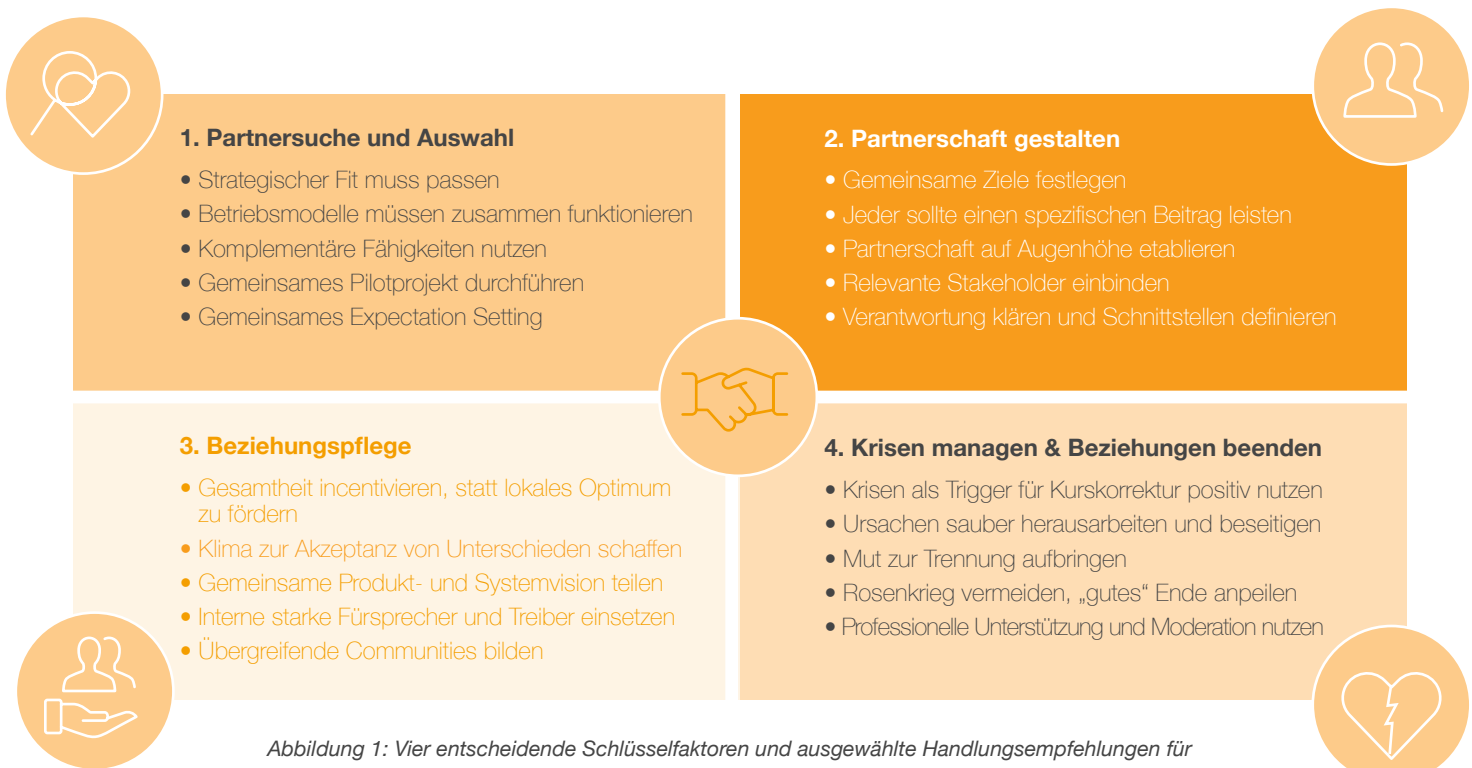 1. Partnersuche und Auswahl
• Strategischer Fit muss passen
• Betriebsmodelle müssen zusammen funktionieren
• Komplementäre Fähigkeiten nutzen
• Gemeinsames Pilotprojekt durchführen
• Gemeinsames Expectation Setting
2. Partnerschaft gestalten
• Gemeinsame Ziele festlegen
• Jeder sollte einen spezifischen Beitrag leisten
• Partnerschaft auf Augenhöhe etablieren
• Relevante Stakeholder einbinden
• Verantwortung klären und Schnittstellen definieren
3. Beziehungspflege
• Gesamtheit incentivieren, statt lokales Optimum
zu fördern
• Klima zur Akzeptanz von Unterschieden schaffen
• Gemeinsame Produkt- und Systemvision teilen
• Interne starke Fürsprecher und Treiber einsetzen
• Übergreifende Communities bilden
4. Krisen managen & Beziehungen beenden
• Krisen als Trigger für Kurskorrektur positiv nutzen
• Ursachen sauber herausarbeiten und beseitigen
• Mut zur Trennung aufbringen
• Rosenkrieg vermeiden, „gutes“ Ende anpeilen
• Professionelle Unterstützung und Moderation nutzen
Abbildung 1: Vier entscheidende Schlüsselfaktoren und ausgewählte Handlungsempfehlungen für